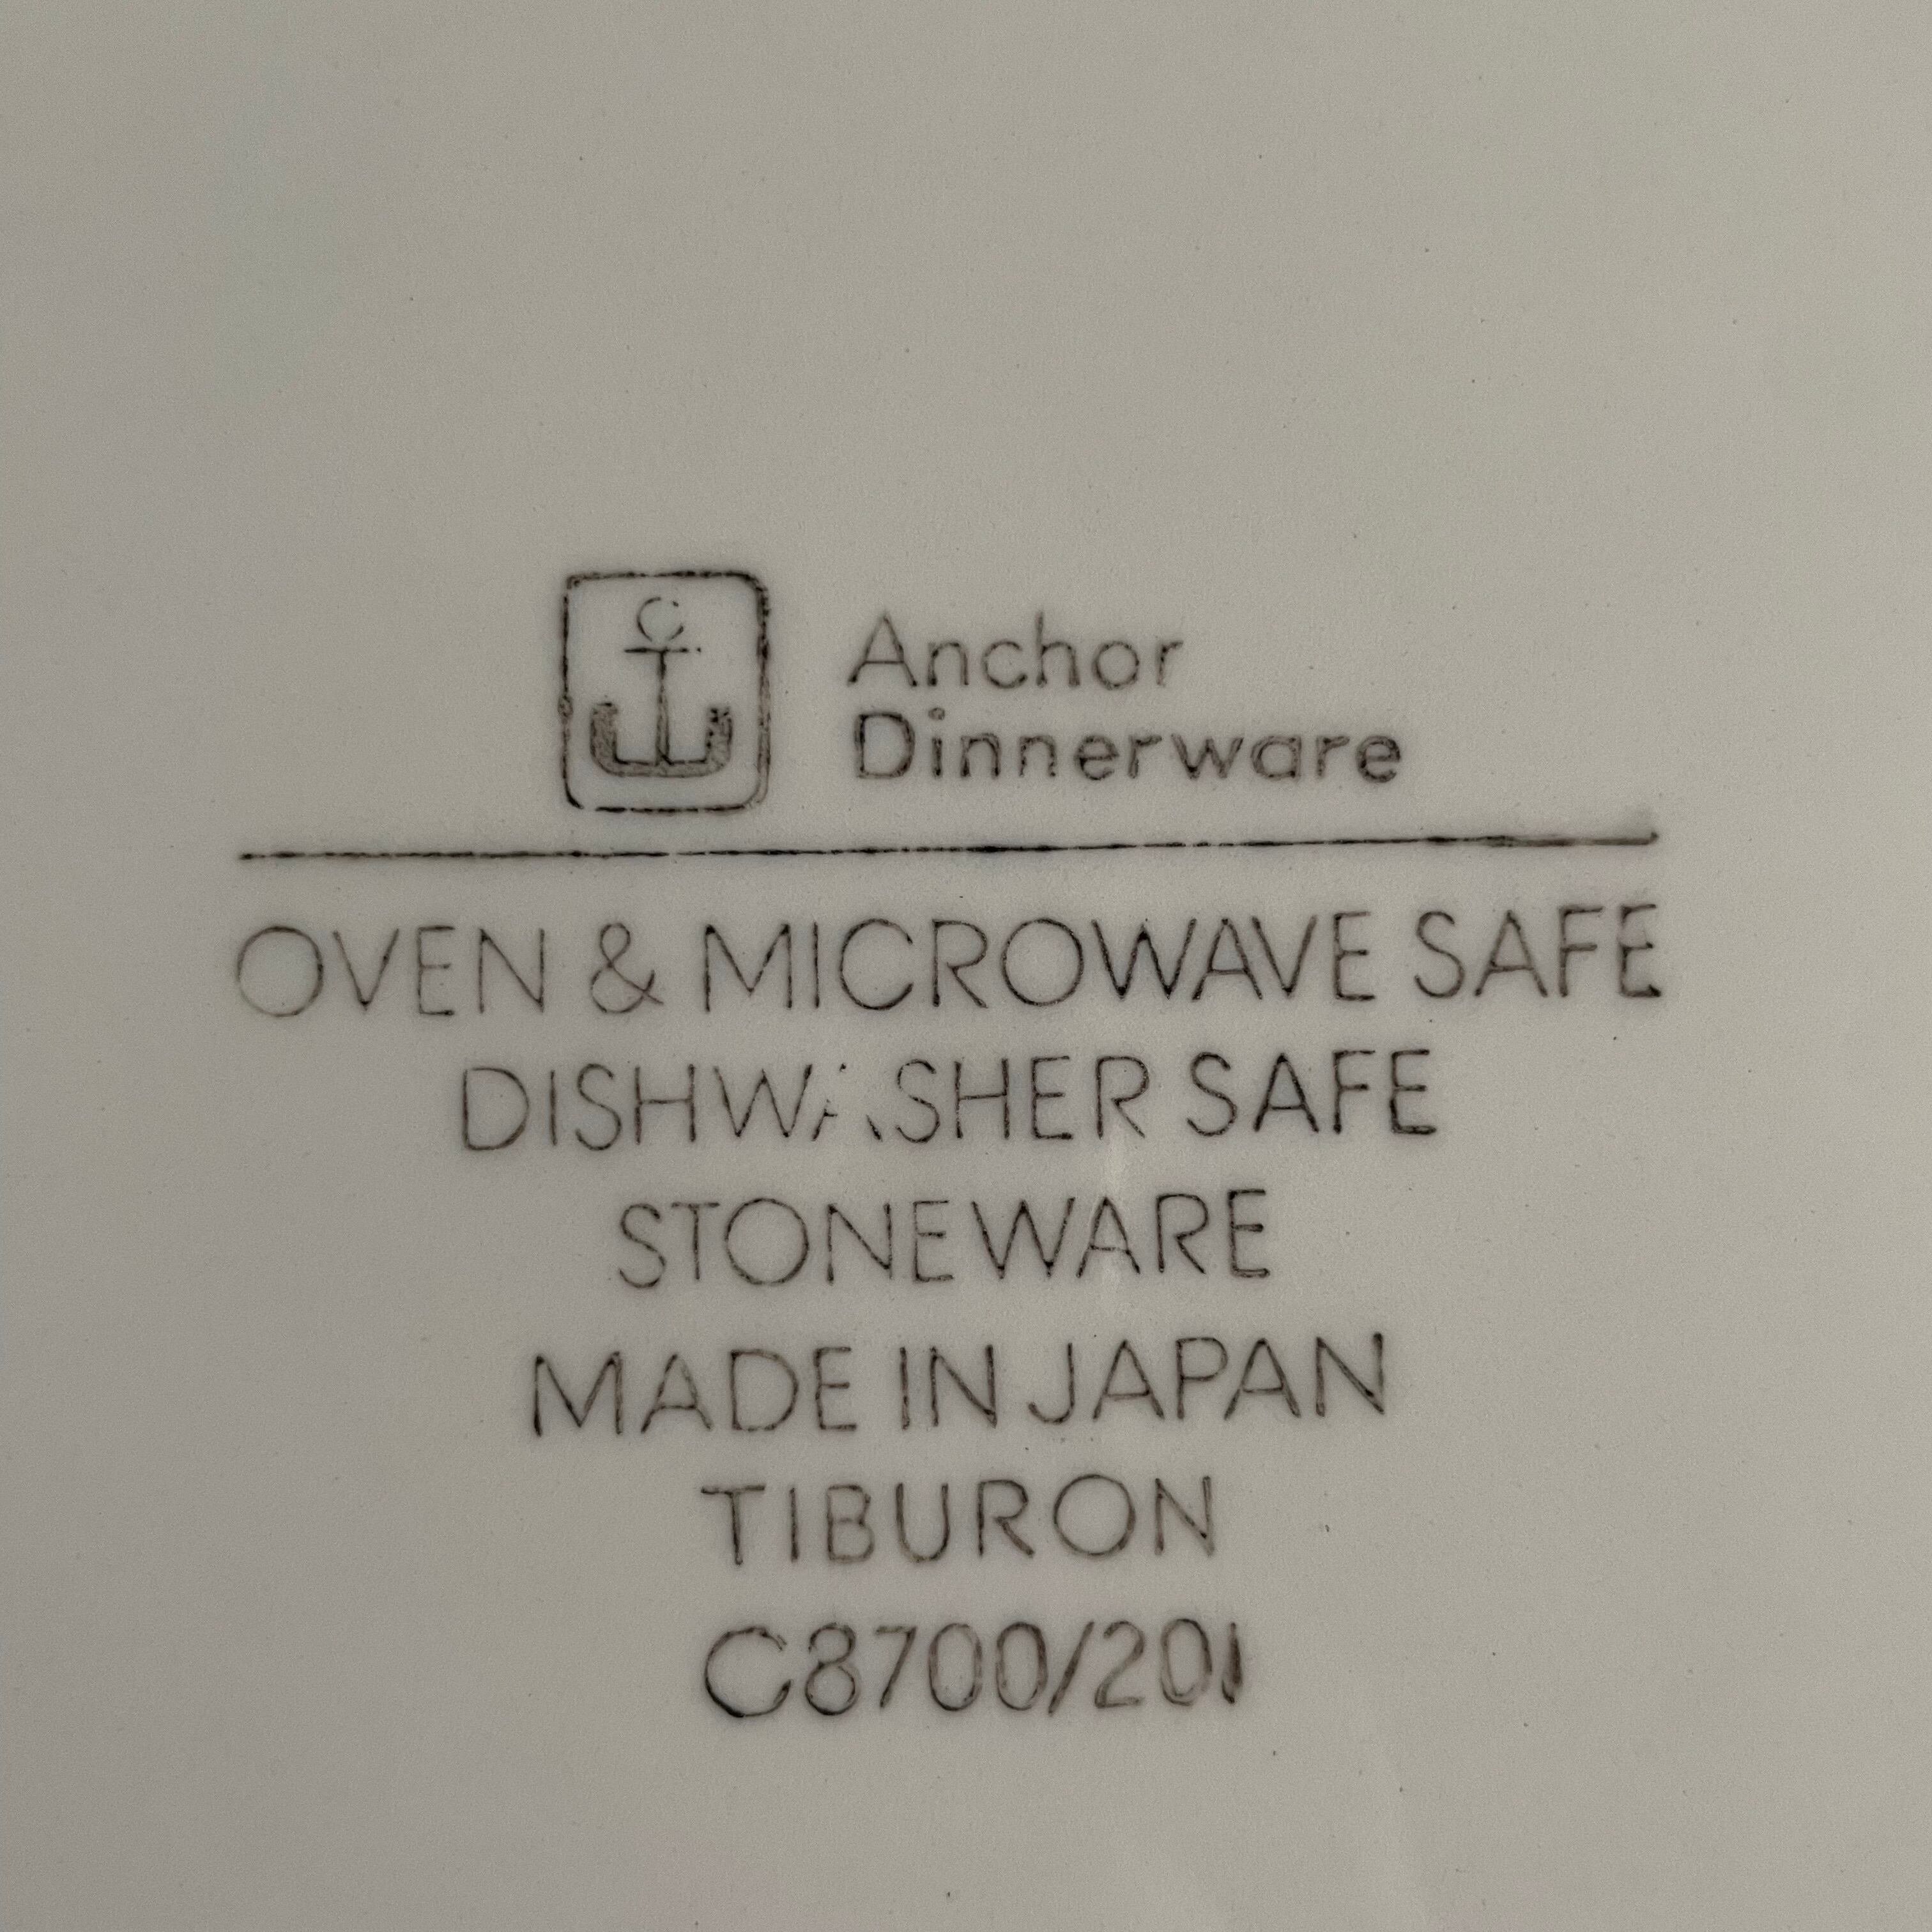 Anchor
Dinnerware
OVEN & MICROWAVE SAFE
DISHWASHER SAFE
STONEWARE
MADE IN JAPAN
TIBURON
C8700/201